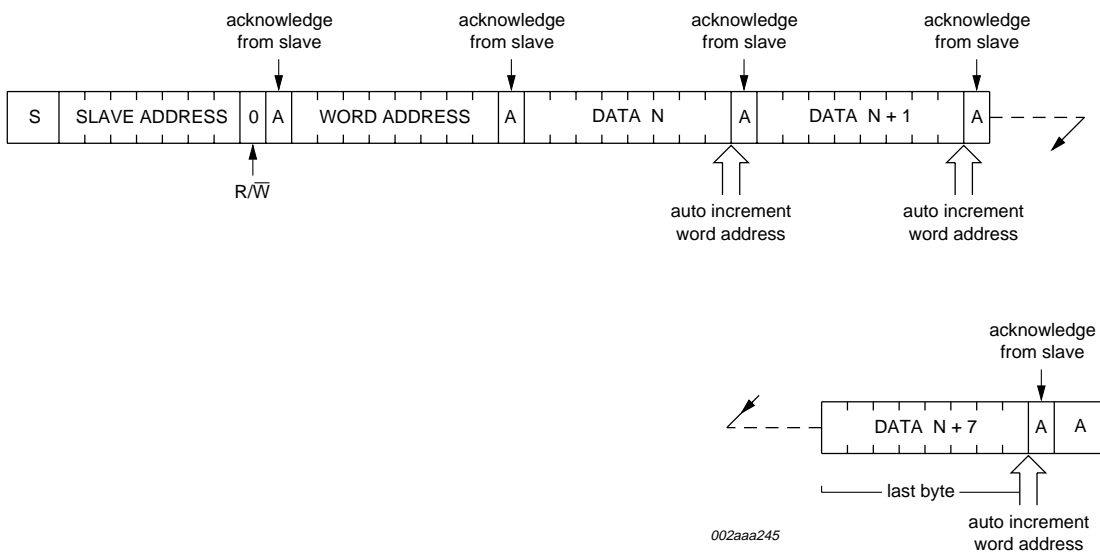 acknowledge
from slave
acknowledge
from slave
acknowledge
from slave
acknowledge
from slave
S SLAVE ADDRESS 0 A WORD ADDRESS A DATA N A DATA N + 1 A
R/W̅
auto increment
word address
auto increment
word address
acknowledge
from slave
DATA N + 7 A A
last byte
auto increment
word address
002aaa245